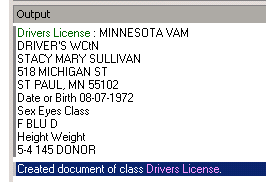 Output
Drivers License : MINNESOTA VAM
DRIVER'S WCtN
STACY MARY SULLIVAN
518 MICHIGAN ST
ST PAUL, MN 55102
Date or Birth 08-07-1972
Sex Eyes Class
F BLU D
Height Weight
5-4 145 DONOR
Created document of class Drivers License.